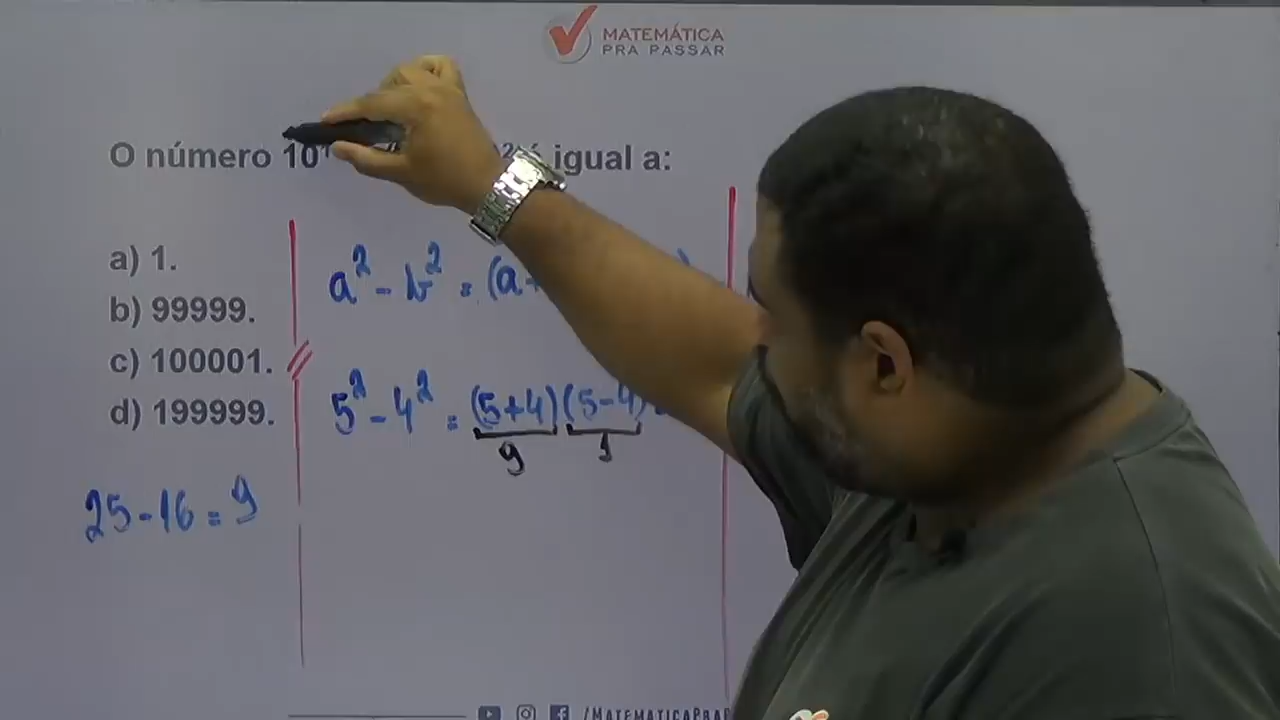 MATEMÁTICA
PRA PASSAR
O número 10 igual a:
a) 1.
b) 99999.
c) 100001.
d) 199999.
a² - b² = (a+
5² - 4² = (5+4)(5-4)
9 1
25 - 16 = 9